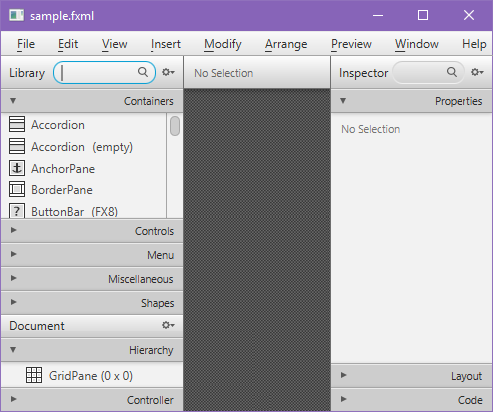 sample.fxml
File Edit View Insert Modify Arrange Preview Window Help
Library
No Selection
Inspector
Containers
Accordion
Accordion (empty)
AnchorPane
BorderPane
ButtonBar (FX8)
Controls
Menu
Miscellaneous
Shapes
Document
Hierarchy
GridPane (0 x 0)
Controller
Properties
No Selection
Layout
Code